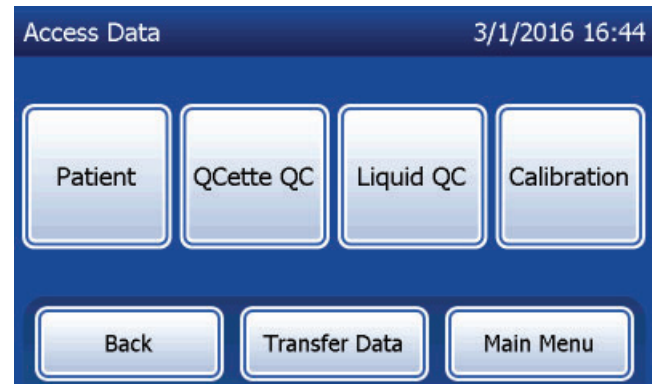 Access Data 3/1/2016 16:44
Patient QCette QC Liquid QC Calibration
Back Transfer Data Main Menu